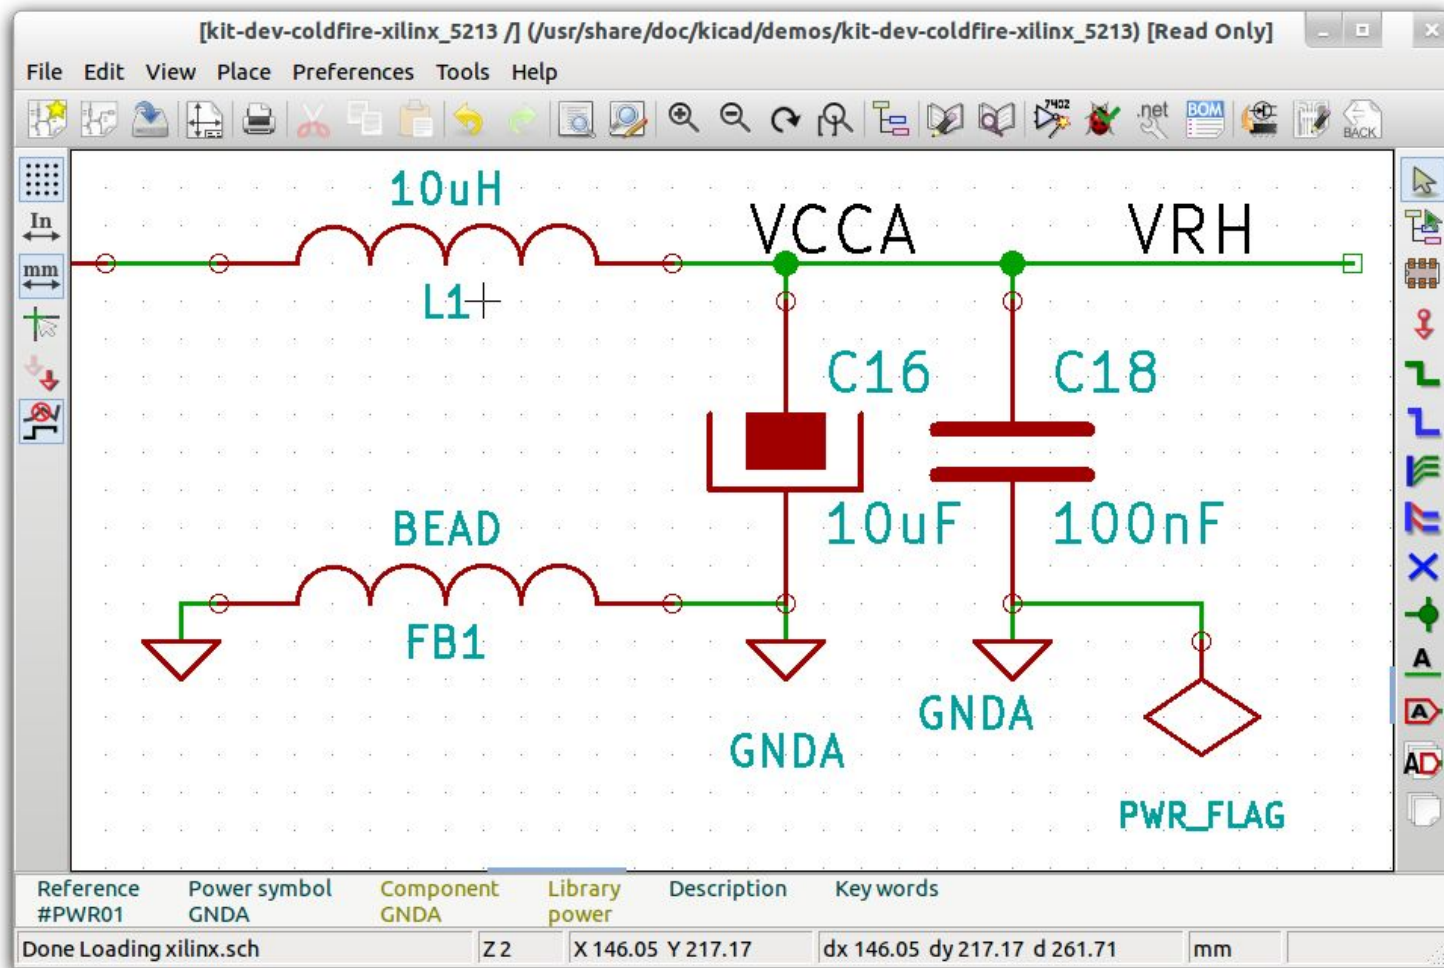 [kit-dev-coldfire-xilinx_5213 /] (/usr/share/doc/kicad/demos/kit-dev-coldfire-xilinx_5213) [Read Only]
File Edit View Place Preferences Tools Help
7402
.net
BOM
BACK
In
mm
10uH
L1
VCCA
VRH
C16
C18
10uF
100nF
BEAD
FB1
GNDA
GNDA
PWR_FLAG
A
A
AD
Reference Power symbol Component Library Description Key words
#PWR01 GNDA GNDA power
Done Loading xilinx.sch Z 2 X 146.05 Y 217.17 dx 146.05 dy 217.17 d 261.71 mm